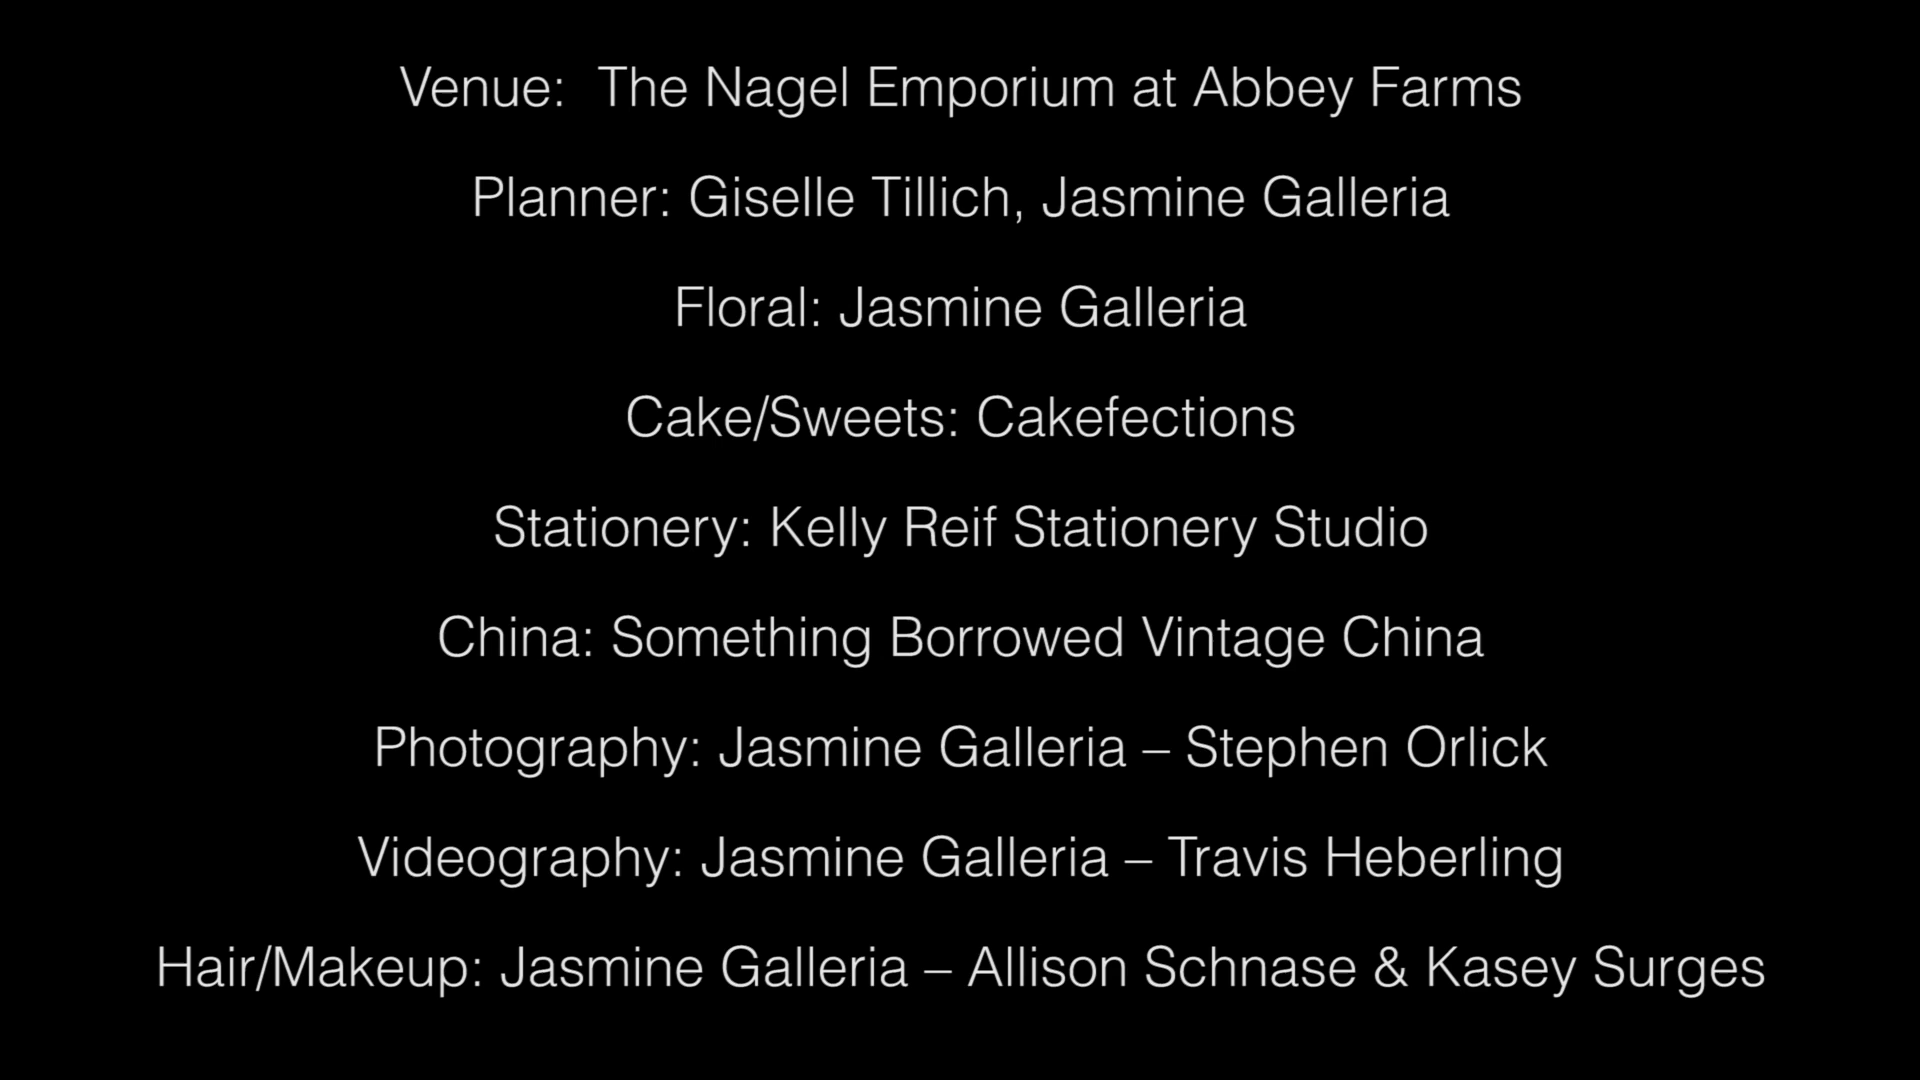 Venue:  The Nagel Emporium at Abbey Farms
Planner: Giselle Tillich, Jasmine Galleria
Floral: Jasmine Galleria
Cake/Sweets: Cakefections
Stationery: Kelly Reif Stationery Studio
China: Something Borrowed Vintage China
Photography: Jasmine Galleria – Stephen Orlick
Videography: Jasmine Galleria – Travis Heberling
Hair/Makeup: Jasmine Galleria – Allison Schnase & Kasey Surges